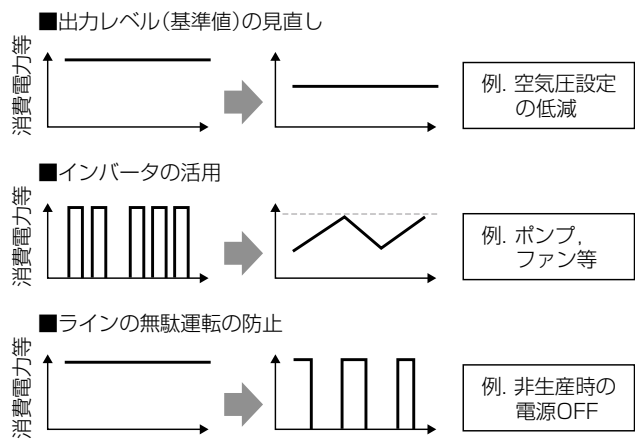 ■出力レベル(基準値)の見直し
消費電力等
例. 空気圧設定
の低減
■インバータの活用
消費電力等
例. ポンプ,
ファン等
■ラインの無駄運転の防止
消費電力等
例. 非生産時の
電源OFF